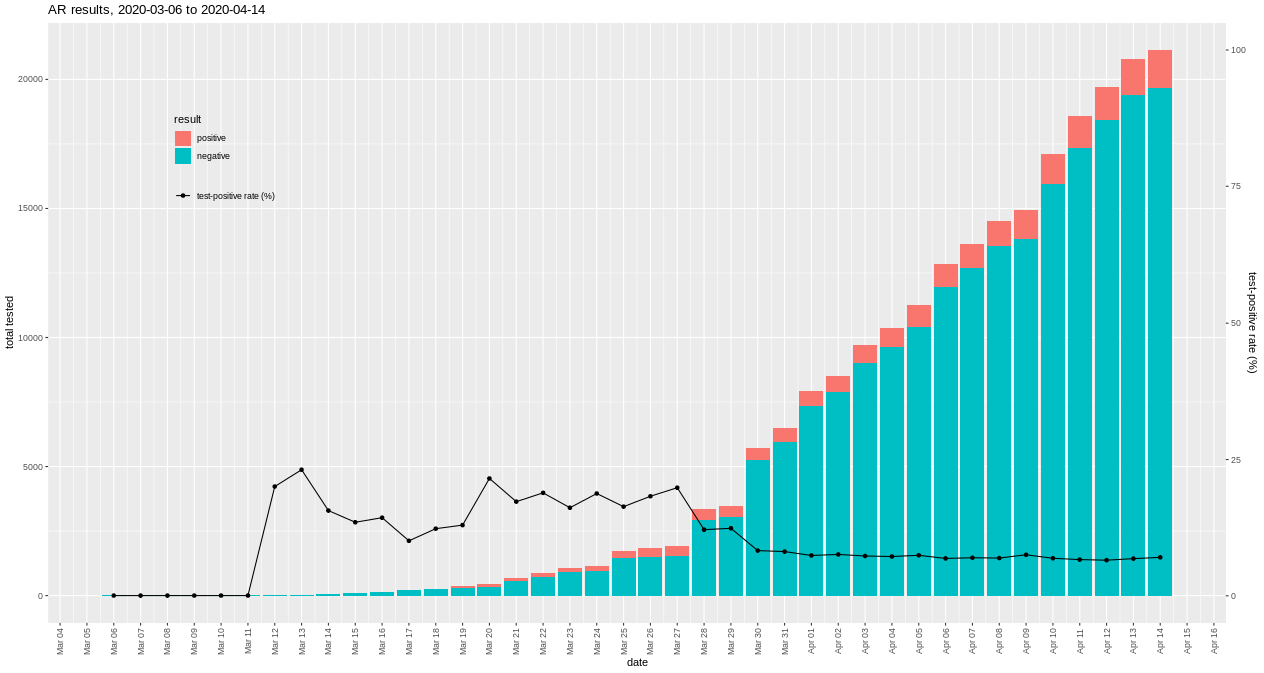 AR results, 2020-03-06 to 2020-04-14
total tested
20000
15000
10000
5000
0
result
positive
negative
test-positive rate (%)
100
75
50
25
0
test-positive rate (%)
Mar 04
Mar 05
Mar 06
Mar 07
Mar 08
Mar 09
Mar 10
Mar 11
Mar 12
Mar 13
Mar 14
Mar 15
Mar 16
Mar 17
Mar 18
Mar 19
Mar 20
Mar 21
Mar 22
Mar 23
Mar 24
Mar 25
Mar 26
Mar 27
Mar 28
Mar 29
Mar 30
Mar 31
Apr 01
Apr 02
Apr 03
Apr 04
Apr 05
Apr 06
Apr 07
Apr 08
Apr 09
Apr 10
Apr 11
Apr 12
Apr 13
Apr 14
Apr 15
Apr 16
date